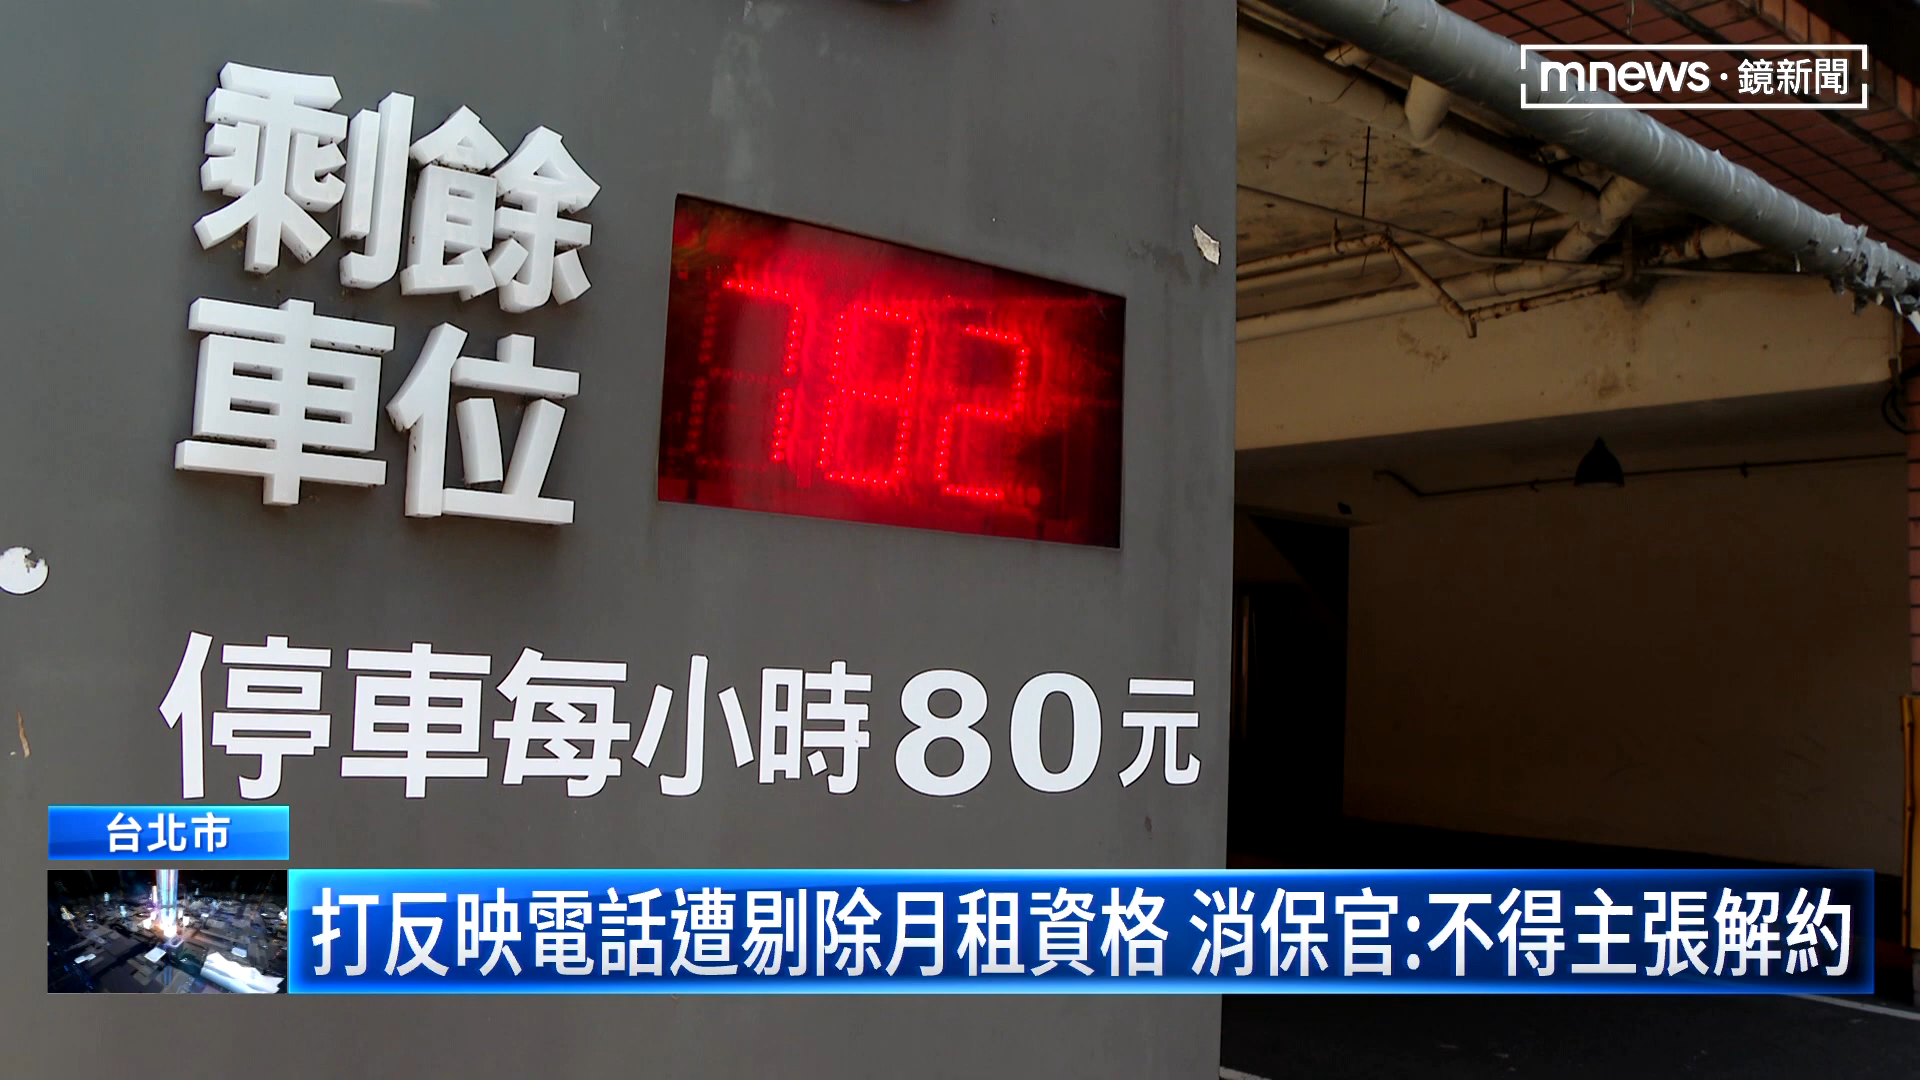 mnews·鏡新聞
剩餘
車位
782
停車每小時80元
台北市
打反映電話遭剔除月租資格 消保官:不得主張解約